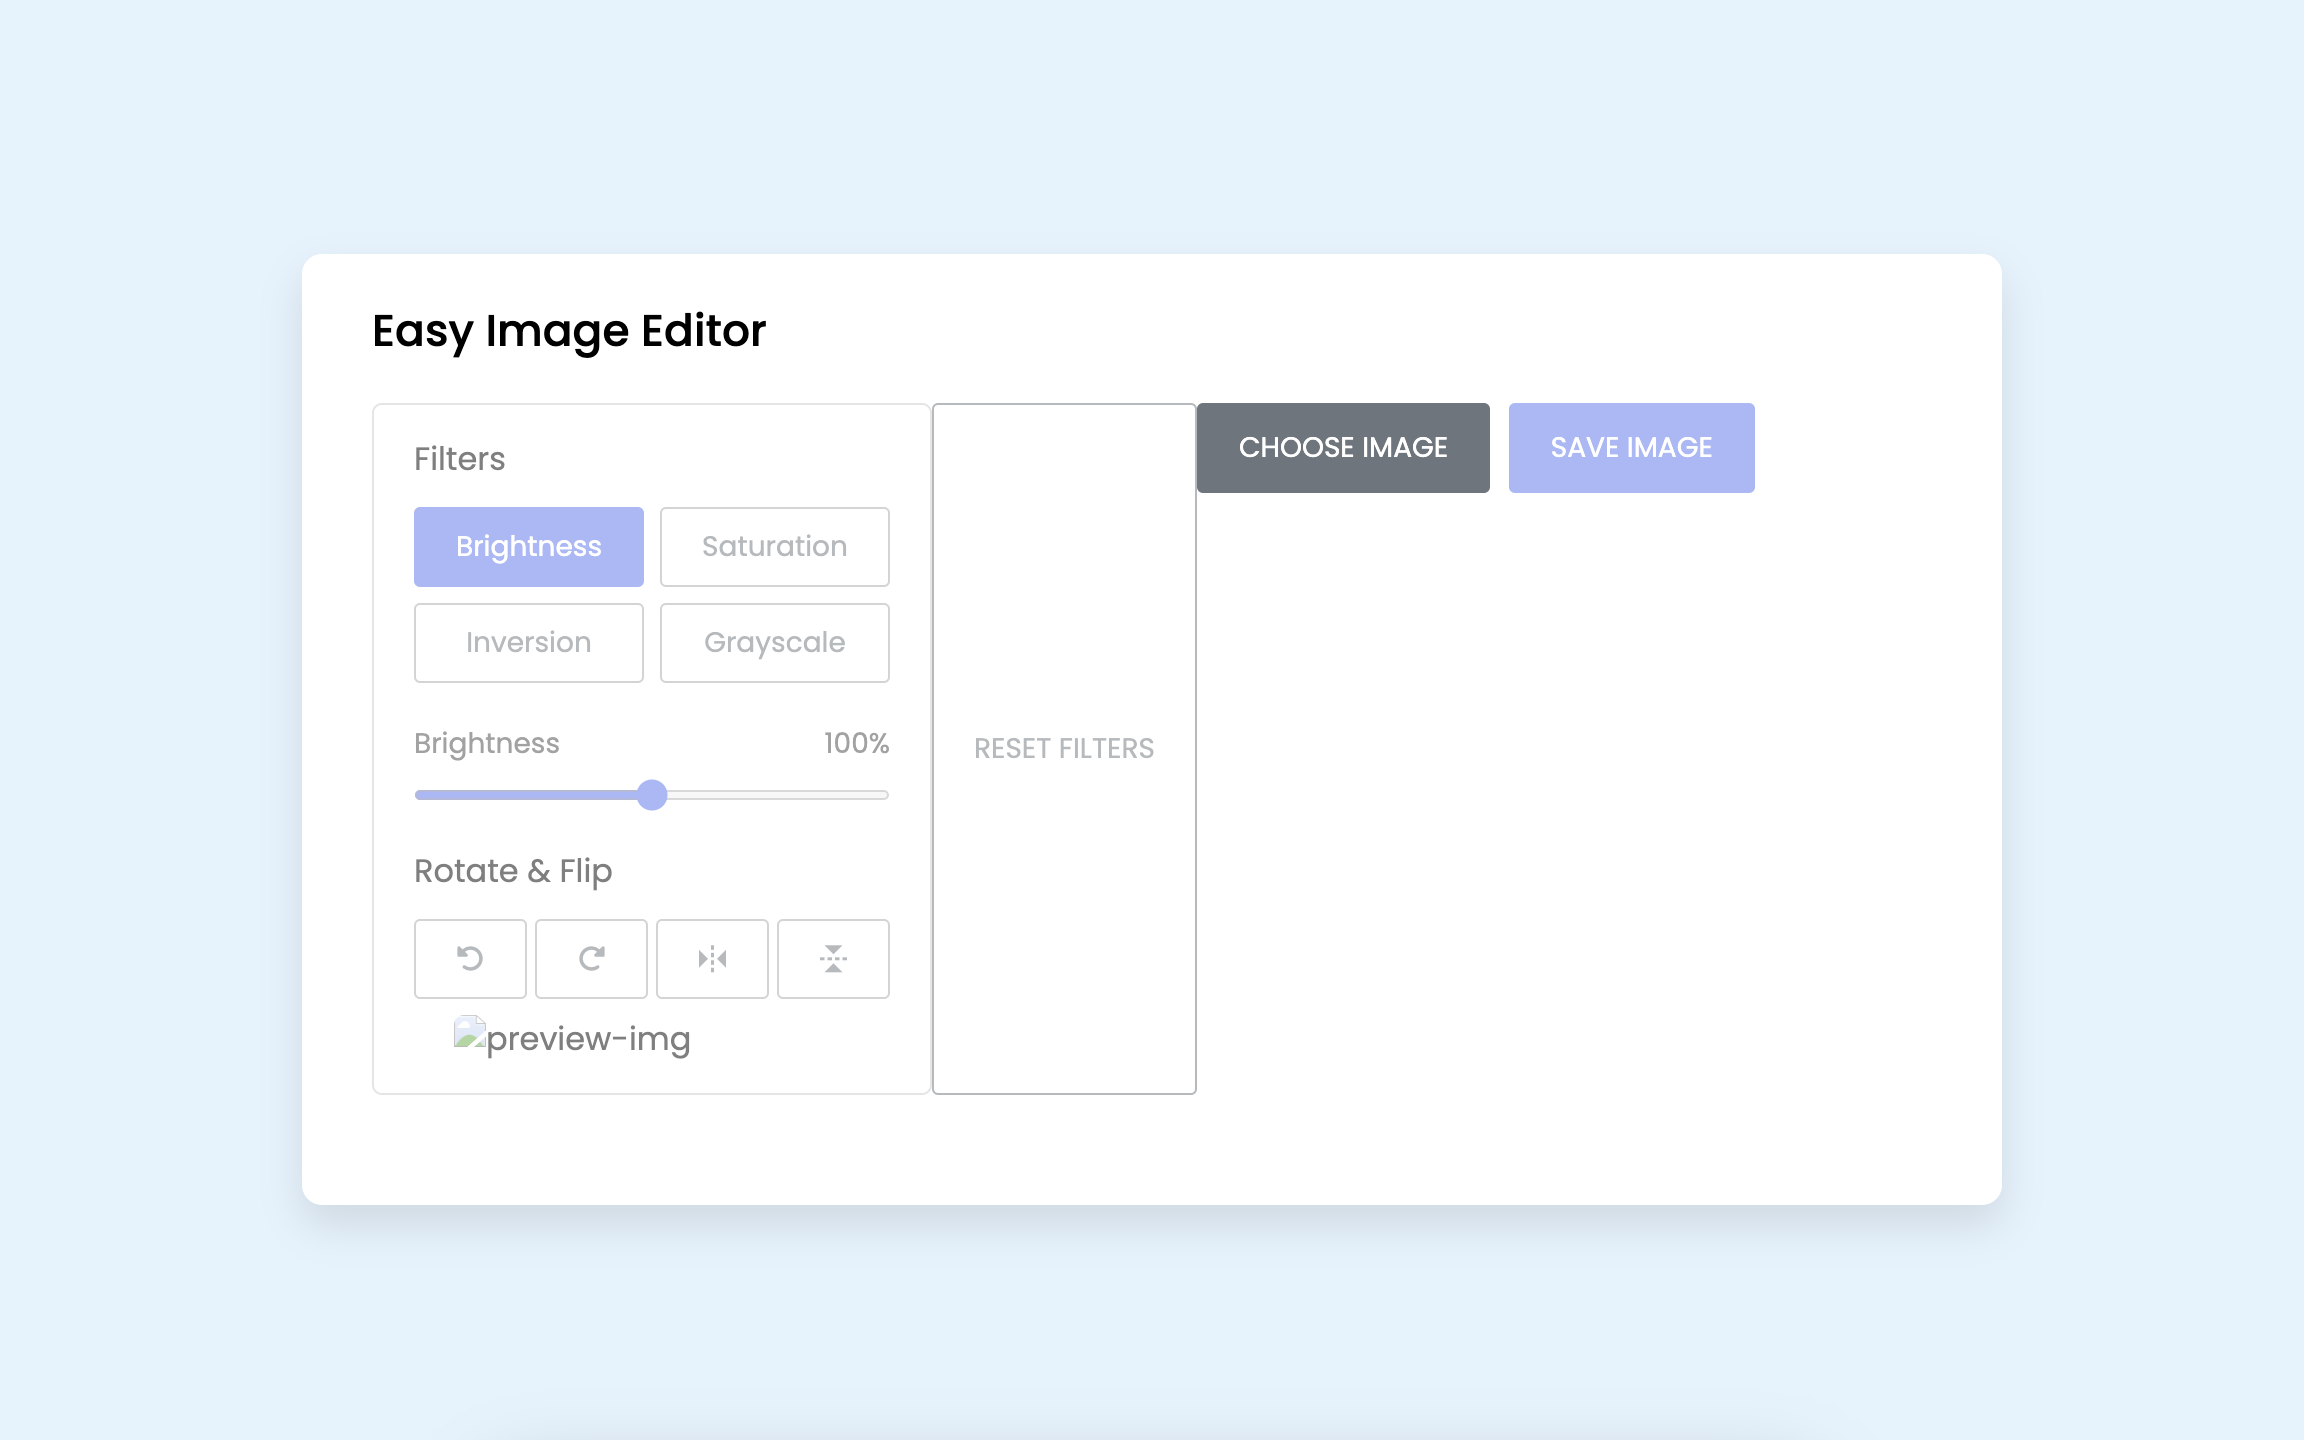 Easy Image Editor
Filters
Brightness
Saturation
Inversion
Grayscale
Brightness 100%
Rotate & Flip
preview-img
RESET FILTERS
CHOOSE IMAGE
SAVE IMAGE